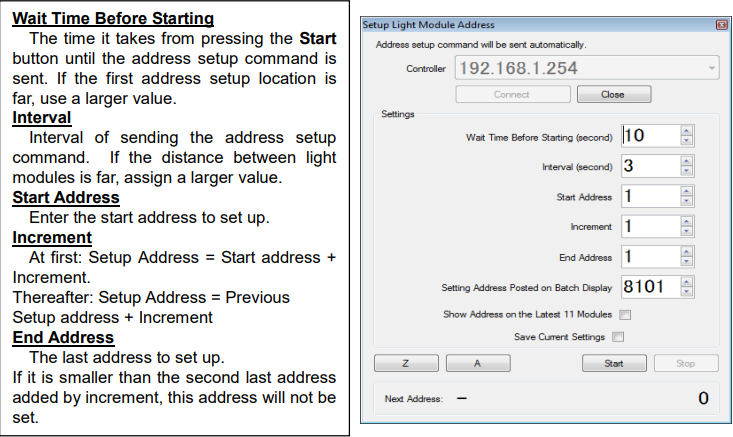 Wait Time Before Starting
The time it takes from pressing the Start
button until the address setup command is
sent. If the first address setup location is
far, use a larger value.
Interval
Interval of sending the address setup
command. If the distance between light
modules is far, assign a larger value.
Start Address
Enter the start address to set up.
Increment
At first: Setup Address = Start address +
Increment.
Thereafter: Setup Address = Previous
Setup address + Increment
End Address
The last address to set up.
If it is smaller than the second last address
added by increment, this address will not be
set.
Setup Light Module Address
Address setup command will be sent automatically.
Controller 192.168.1.254
Connect Close
Settings
Wait Time Before Starting (second) 10
Interval (second) 3
Start Address 1
Increment 1
End Address 1
Setting Address Posted on Batch Display 8101
Show Address on the Latest 11 Modules
Save Current Settings
Z A Start Stop
Next Address: – 0